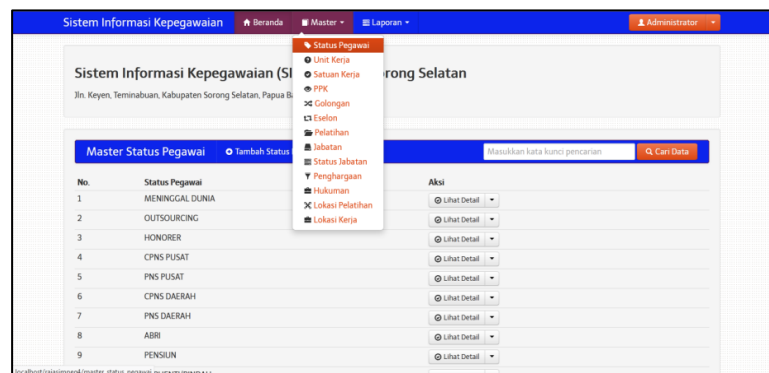 Sistem Informasi Kepegawaian Beranda Master Laporan Administrator
Status Pegawai
Unit Kerja
Satuan Kerja
PPK
Golongan
Eselon
Pelatihan
Jabatan
Status Jabatan
Penghargaan
Hukuman
Lokasi Pelatihan
Lokasi Kerja
Sistem Informasi Kepegawaian (SI rong Selatan
Jln. Keyen, Teminabuan, Kabupaten Sorong Selatan, Papua B
Master Status Pegawai Tambah Status Masukkan kata kunci pencarian Cari Data
No. Status Pegawai Aksi
1 MENINGGAL DUNIA Lihat Detail
2 OUTSOURCING Lihat Detail
3 HONORER Lihat Detail
4 CPNS PUSAT Lihat Detail
5 PNS PUSAT Lihat Detail
6 CPNS DAERAH Lihat Detail
7 PNS DAERAH Lihat Detail
8 ABRI Lihat Detail
9 PENSIUN Lihat Detail